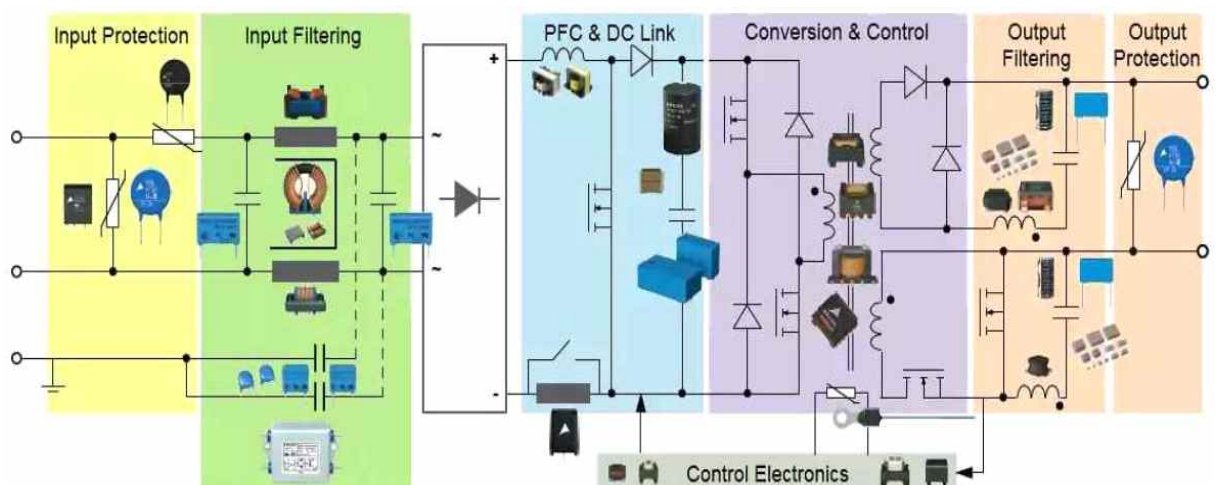 Input Protection
Input Filtering
PFC & DC Link
Conversion & Control
Output
Filtering
Output
Protection
+
~
~
-
Control Electronics